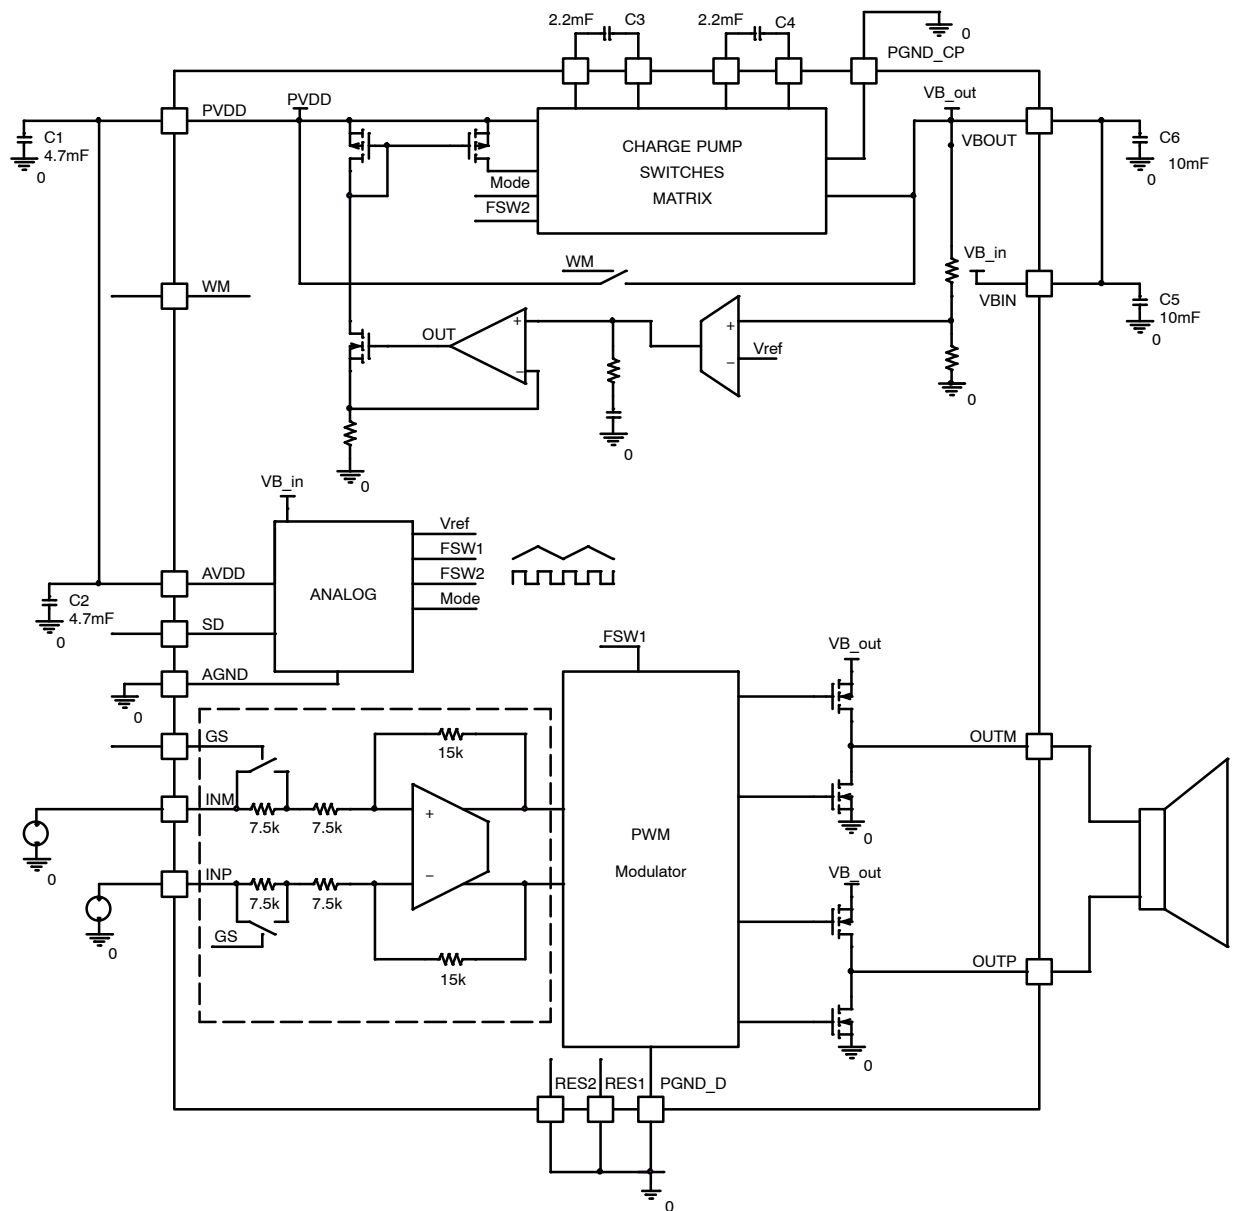 2.2mF
C3
2.2mF
C4
0
PGND_CP
PVDD
PVDD
VB_out
C1
4.7mF
0
VBOUT
C6
10mF
0
CHARGE PUMP
SWITCHES
MATRIX
Mode
FSW2
WM
WM
VB_in
VBIN
C5
10mF
0
OUT
+
−
+
−
Vref
0
0
0
VB_in
AVDD
ANALOG
Vref
FSW1
FSW2
Mode
C2
4.7mF
0
SD
AGND
0
FSW1
VB_out
GS
15k
OUTM
INM
7.5k
7.5k
+
0
PWM
Modulator
0
INP
7.5k
7.5k
−
VB_out
0
GS
15k
OUTP
0
RES2
RES1
PGND_D
0